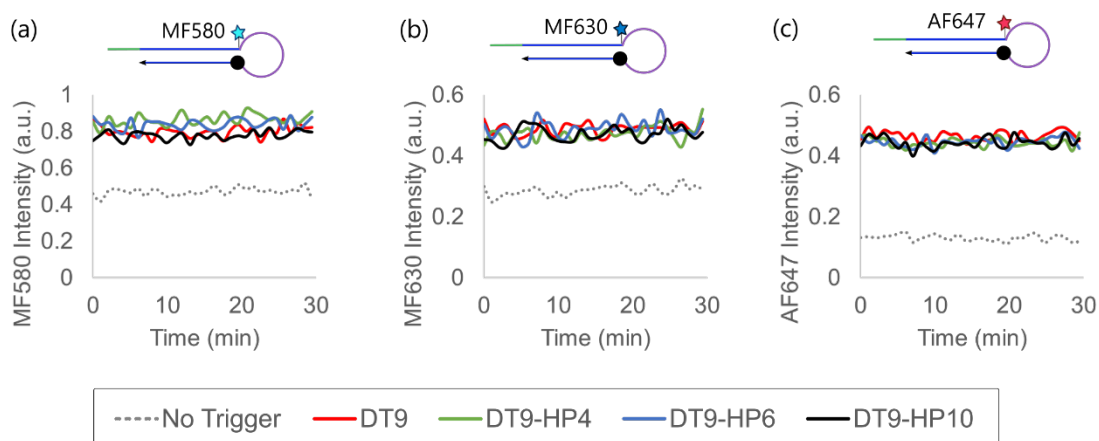 (a) MF580
(b) MF630
(c) AF647
MF580 Intensity (a.u.)
1
0.8
0.6
0.4
0.2
0
0 10 20 30
Time (min)
MF630 Intensity (a.u.)
0.6
0.4
0.2
0
0 10 20 30
Time (min)
AF647 Intensity (a.u.)
0.6
0.4
0.2
0
0 10 20 30
Time (min)
No Trigger DT9 DT9-HP4 DT9-HP6 DT9-HP10